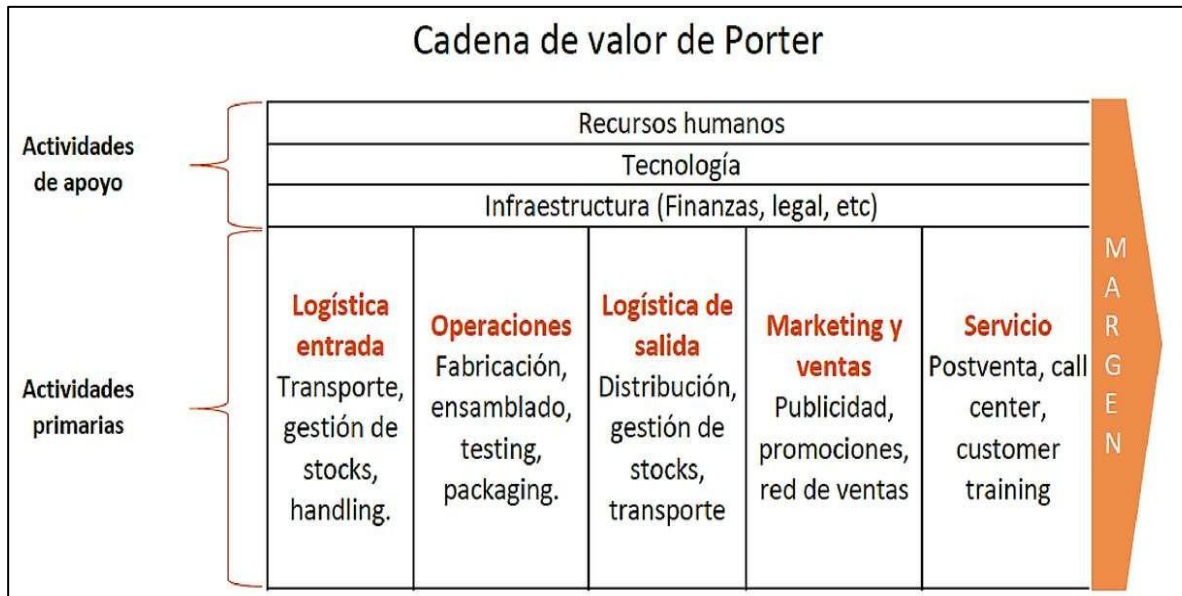 Cadena de valor de Porter
Actividades
de apoyo
Recursos humanos
Tecnología
Infraestructura (Finanzas, legal, etc)
Actividades
primarias
Logística
entrada
Transporte,
gestión de
stocks,
handling.
Operaciones
Fabricación,
ensamblado,
testing,
packaging.
Logística de
salida
Distribución,
gestión de
stocks,
transporte
Marketing y
ventas
Publicidad,
promociones,
red de ventas
Servicio
Postventa, call
center,
customer
training
MARGEN